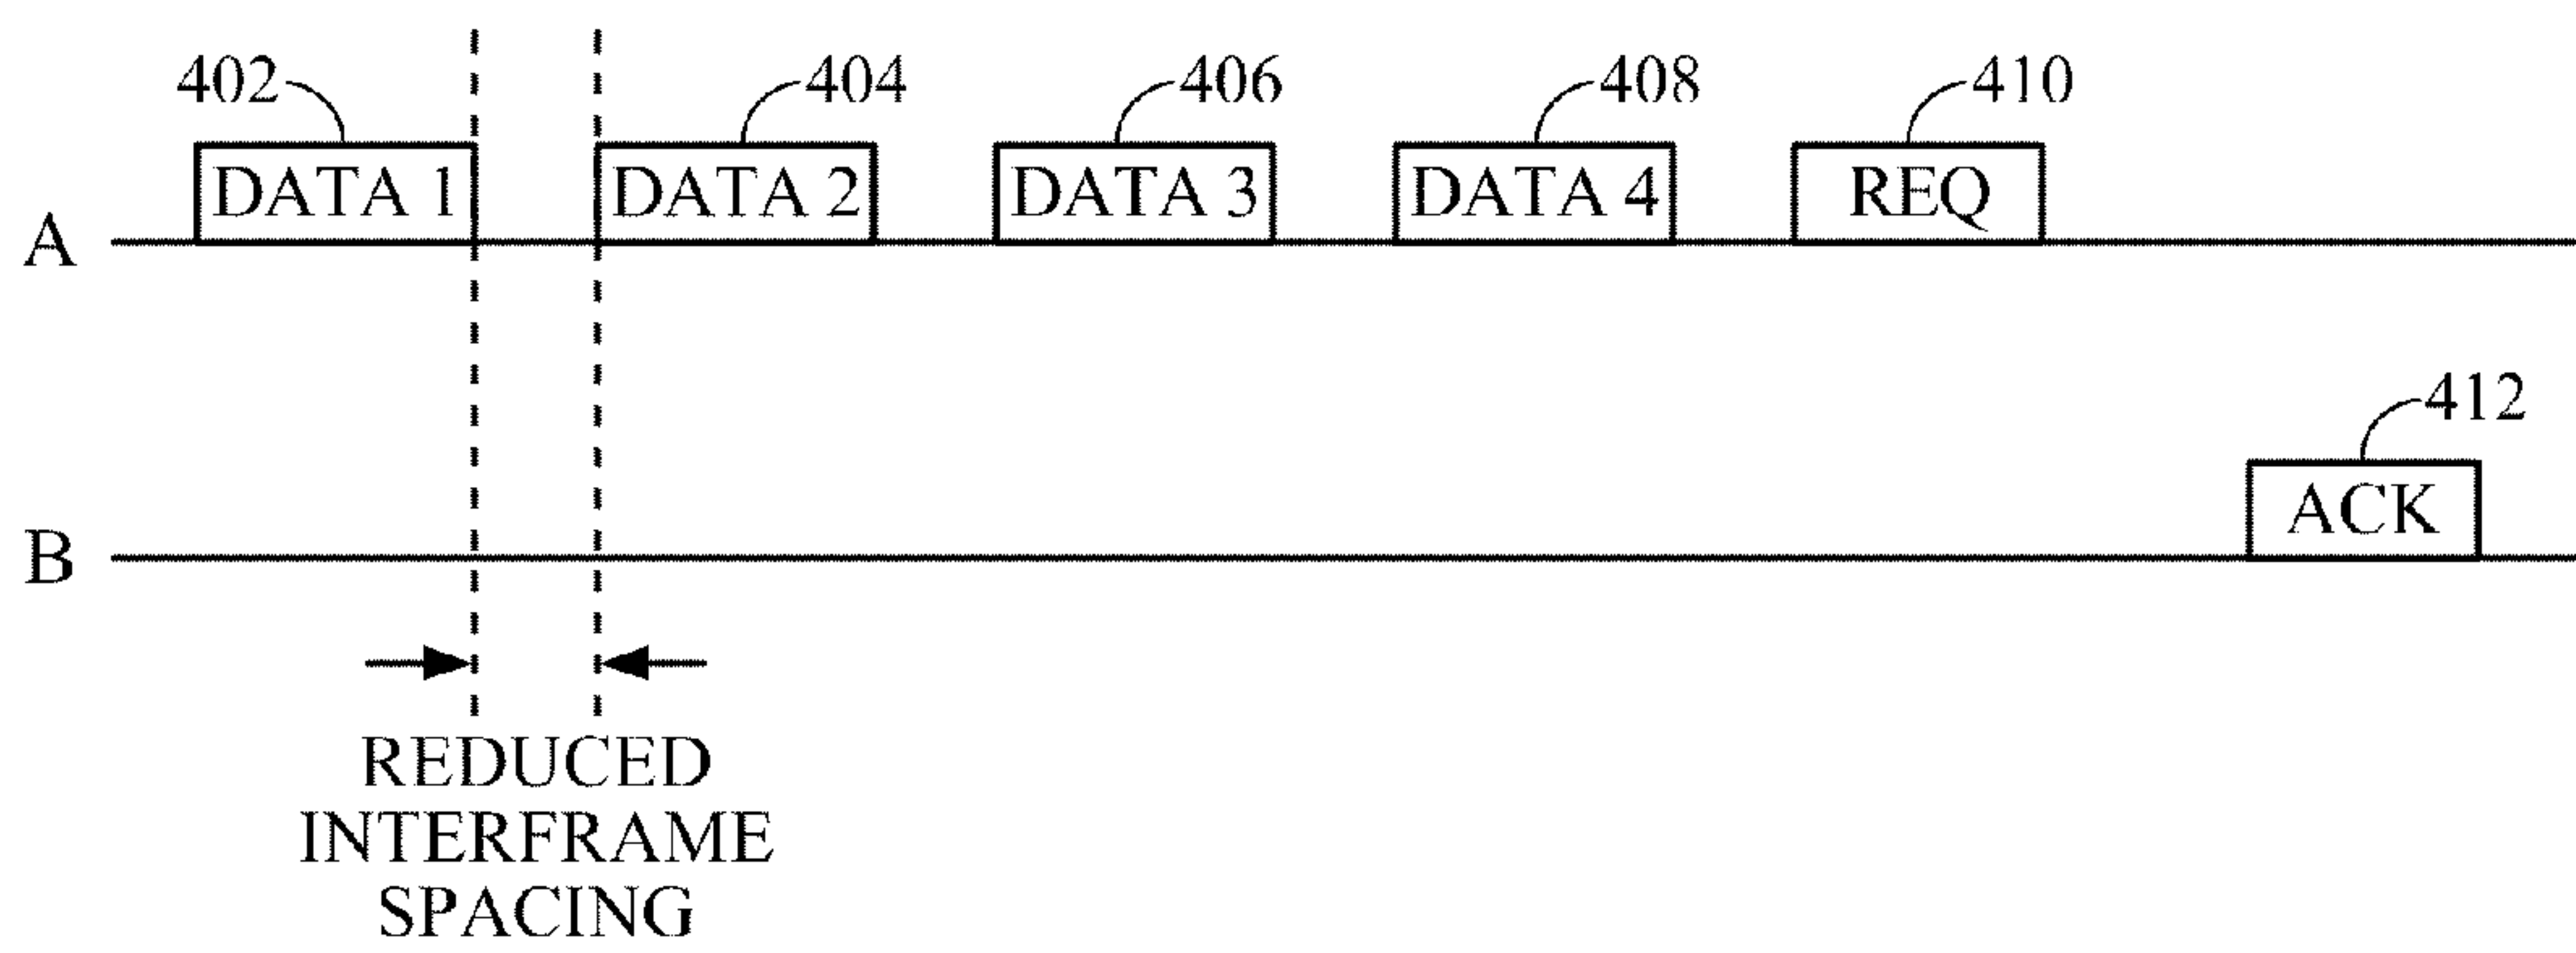 402 404 406 408 410
DATA 1 DATA 2 DATA 3 DATA 4 REQ
A
412
ACK
B
REDUCED
INTERFRAME
SPACING